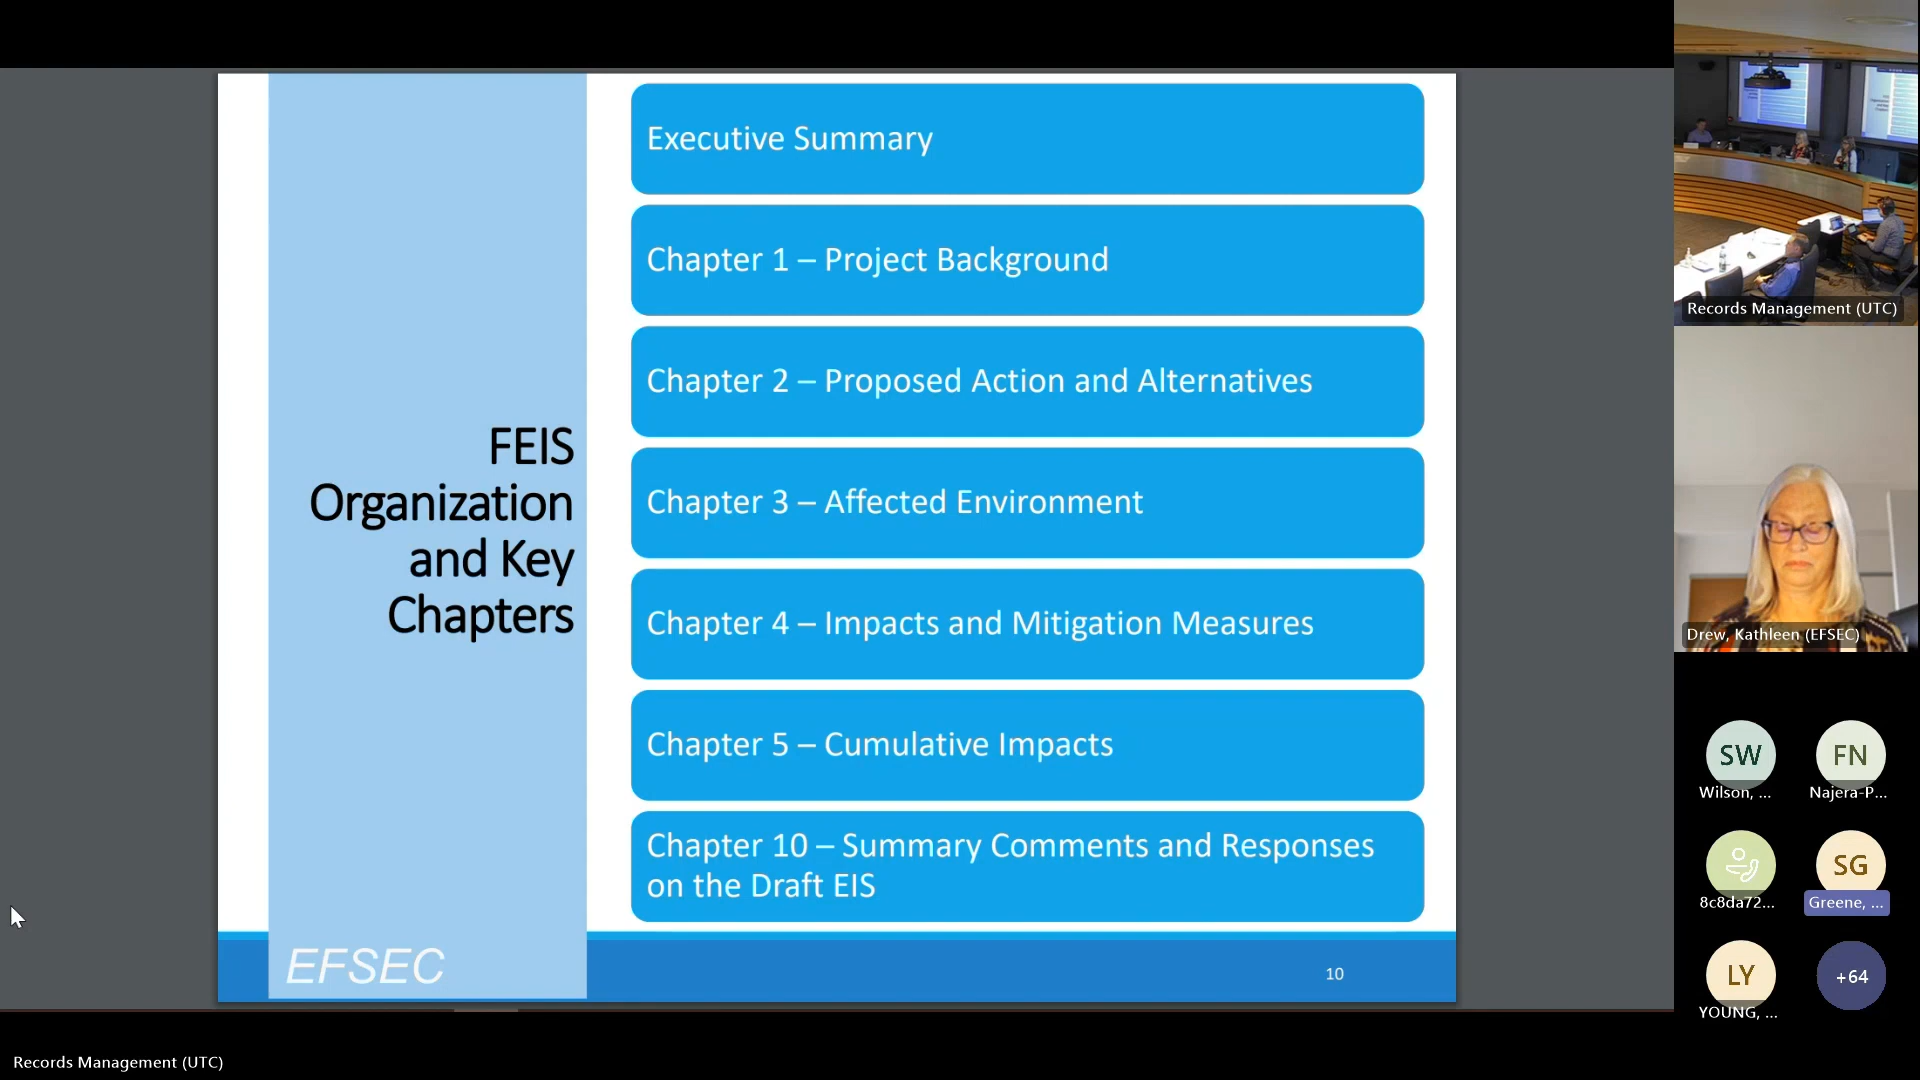 FEIS
Organization
and Key
Chapters
Executive Summary
Chapter 1 – Project Background
Chapter 2 – Proposed Action and Alternatives
Chapter 3 – Affected Environment
Chapter 4 – Impacts and Mitigation Measures
Chapter 5 – Cumulative Impacts
Chapter 10 – Summary Comments and Responses
on the Draft EIS
EFSEC
10
Records Management (UTC)
Drew, Kathleen (EFSEC)
SW
Wilson, ...
FN
Najera-P...
8c8da72...
SG
Greene, ...
LY
YOUNG, ...
+64
Records Management (UTC)